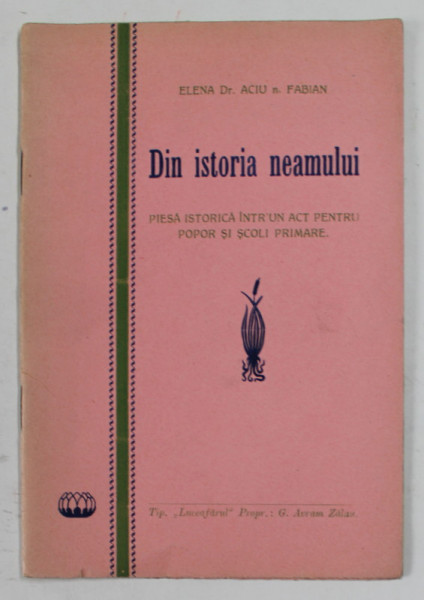 ELENA Dr. ACIU n. FABIAN
Din istoria neamului
PIESĂ ISTORICĂ ÎNTR'UN ACT PENTRU
POPOR ŞI ŞCOLI PRIMARE.
Tip. „Luceafărul" Propr.: G. Avram Zălau.